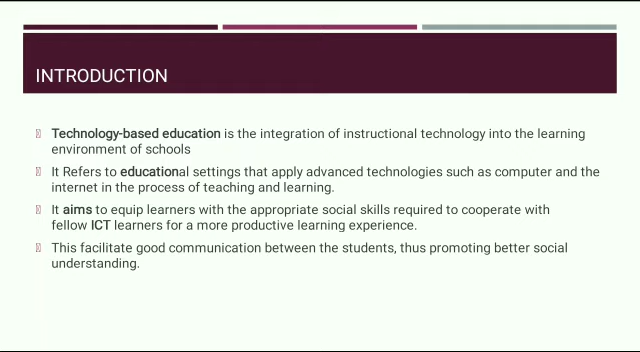 INTRODUCTION
Technology-based education is the integration of instructional technology into the learning
environment of schools
It Refers to educational settings that apply advanced technologies such as computer and the
internet in the process of teaching and learning.
It aims to equip learners with the appropriate social skills required to cooperate with
fellow ICT learners for a more productive learning experience.
This facilitate good communication between the students, thus promoting better social
understanding.